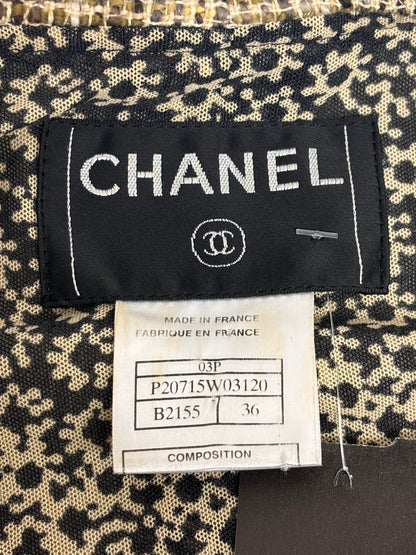 CHANEL
MADE IN FRANCE
FABRIQUE EN FRANCE
03P
P20715W03120
B2155 36
COMPOSITION